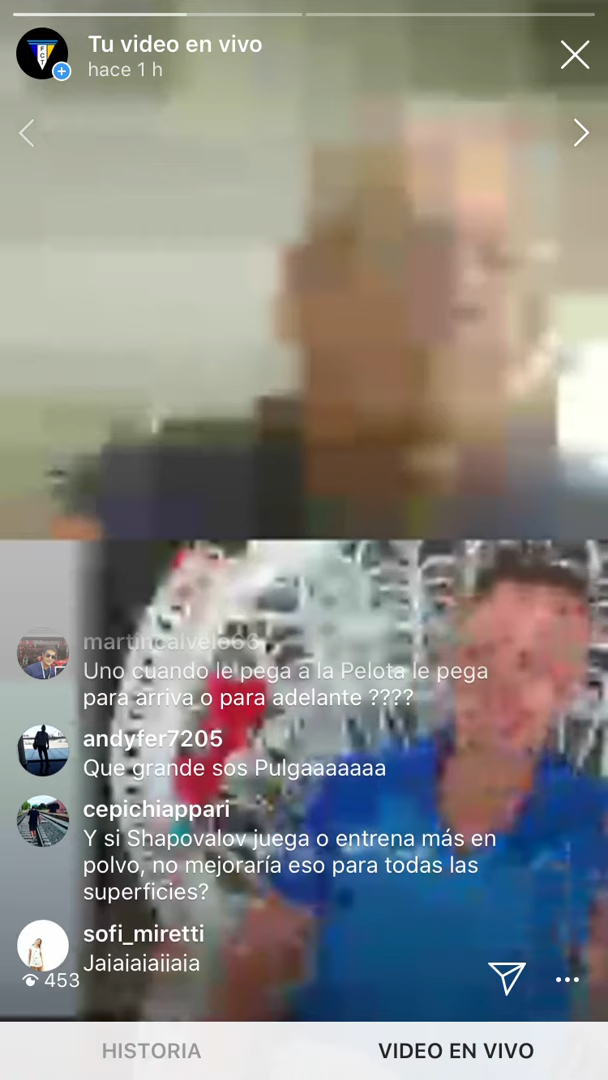 Tu video en vivo
hace 1 h
martincalvelo66
Uno cuando le pega a la Pelota le pega
para arriva o para adelante ????
andyfer7205
Que grande sos Pulgaaaaaaa
cepichiappari
Y si Shapovalov juega o entrena más en
polvo, no mejoraría eso para todas las
superficies?
sofi_miretti
Jaiaiaiaiiaia
453
HISTORIA
VIDEO EN VIVO